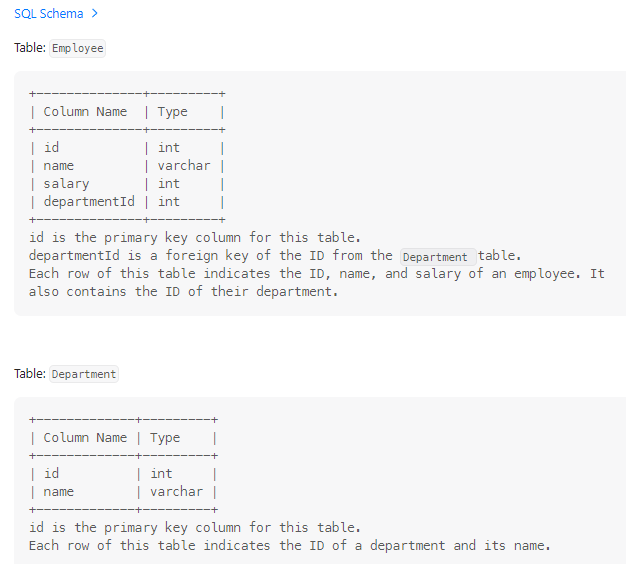 SQL Schema >
Table: Employee
+--------------+---------+
| Column Name  | Type    |
+--------------+---------+
| id           | int     |
| name         | varchar |
| salary       | int     |
| departmentId | int     |
+--------------+---------+
id is the primary key column for this table.
departmentId is a foreign key of the ID from the Department table.
Each row of this table indicates the ID, name, and salary of an employee. It
also contains the ID of their department.
Table: Department
+-------------+---------+
| Column Name | Type    |
+-------------+---------+
| id          | int     |
| name        | varchar |
+-------------+---------+
id is the primary key column for this table.
Each row of this table indicates the ID of a department and its name.